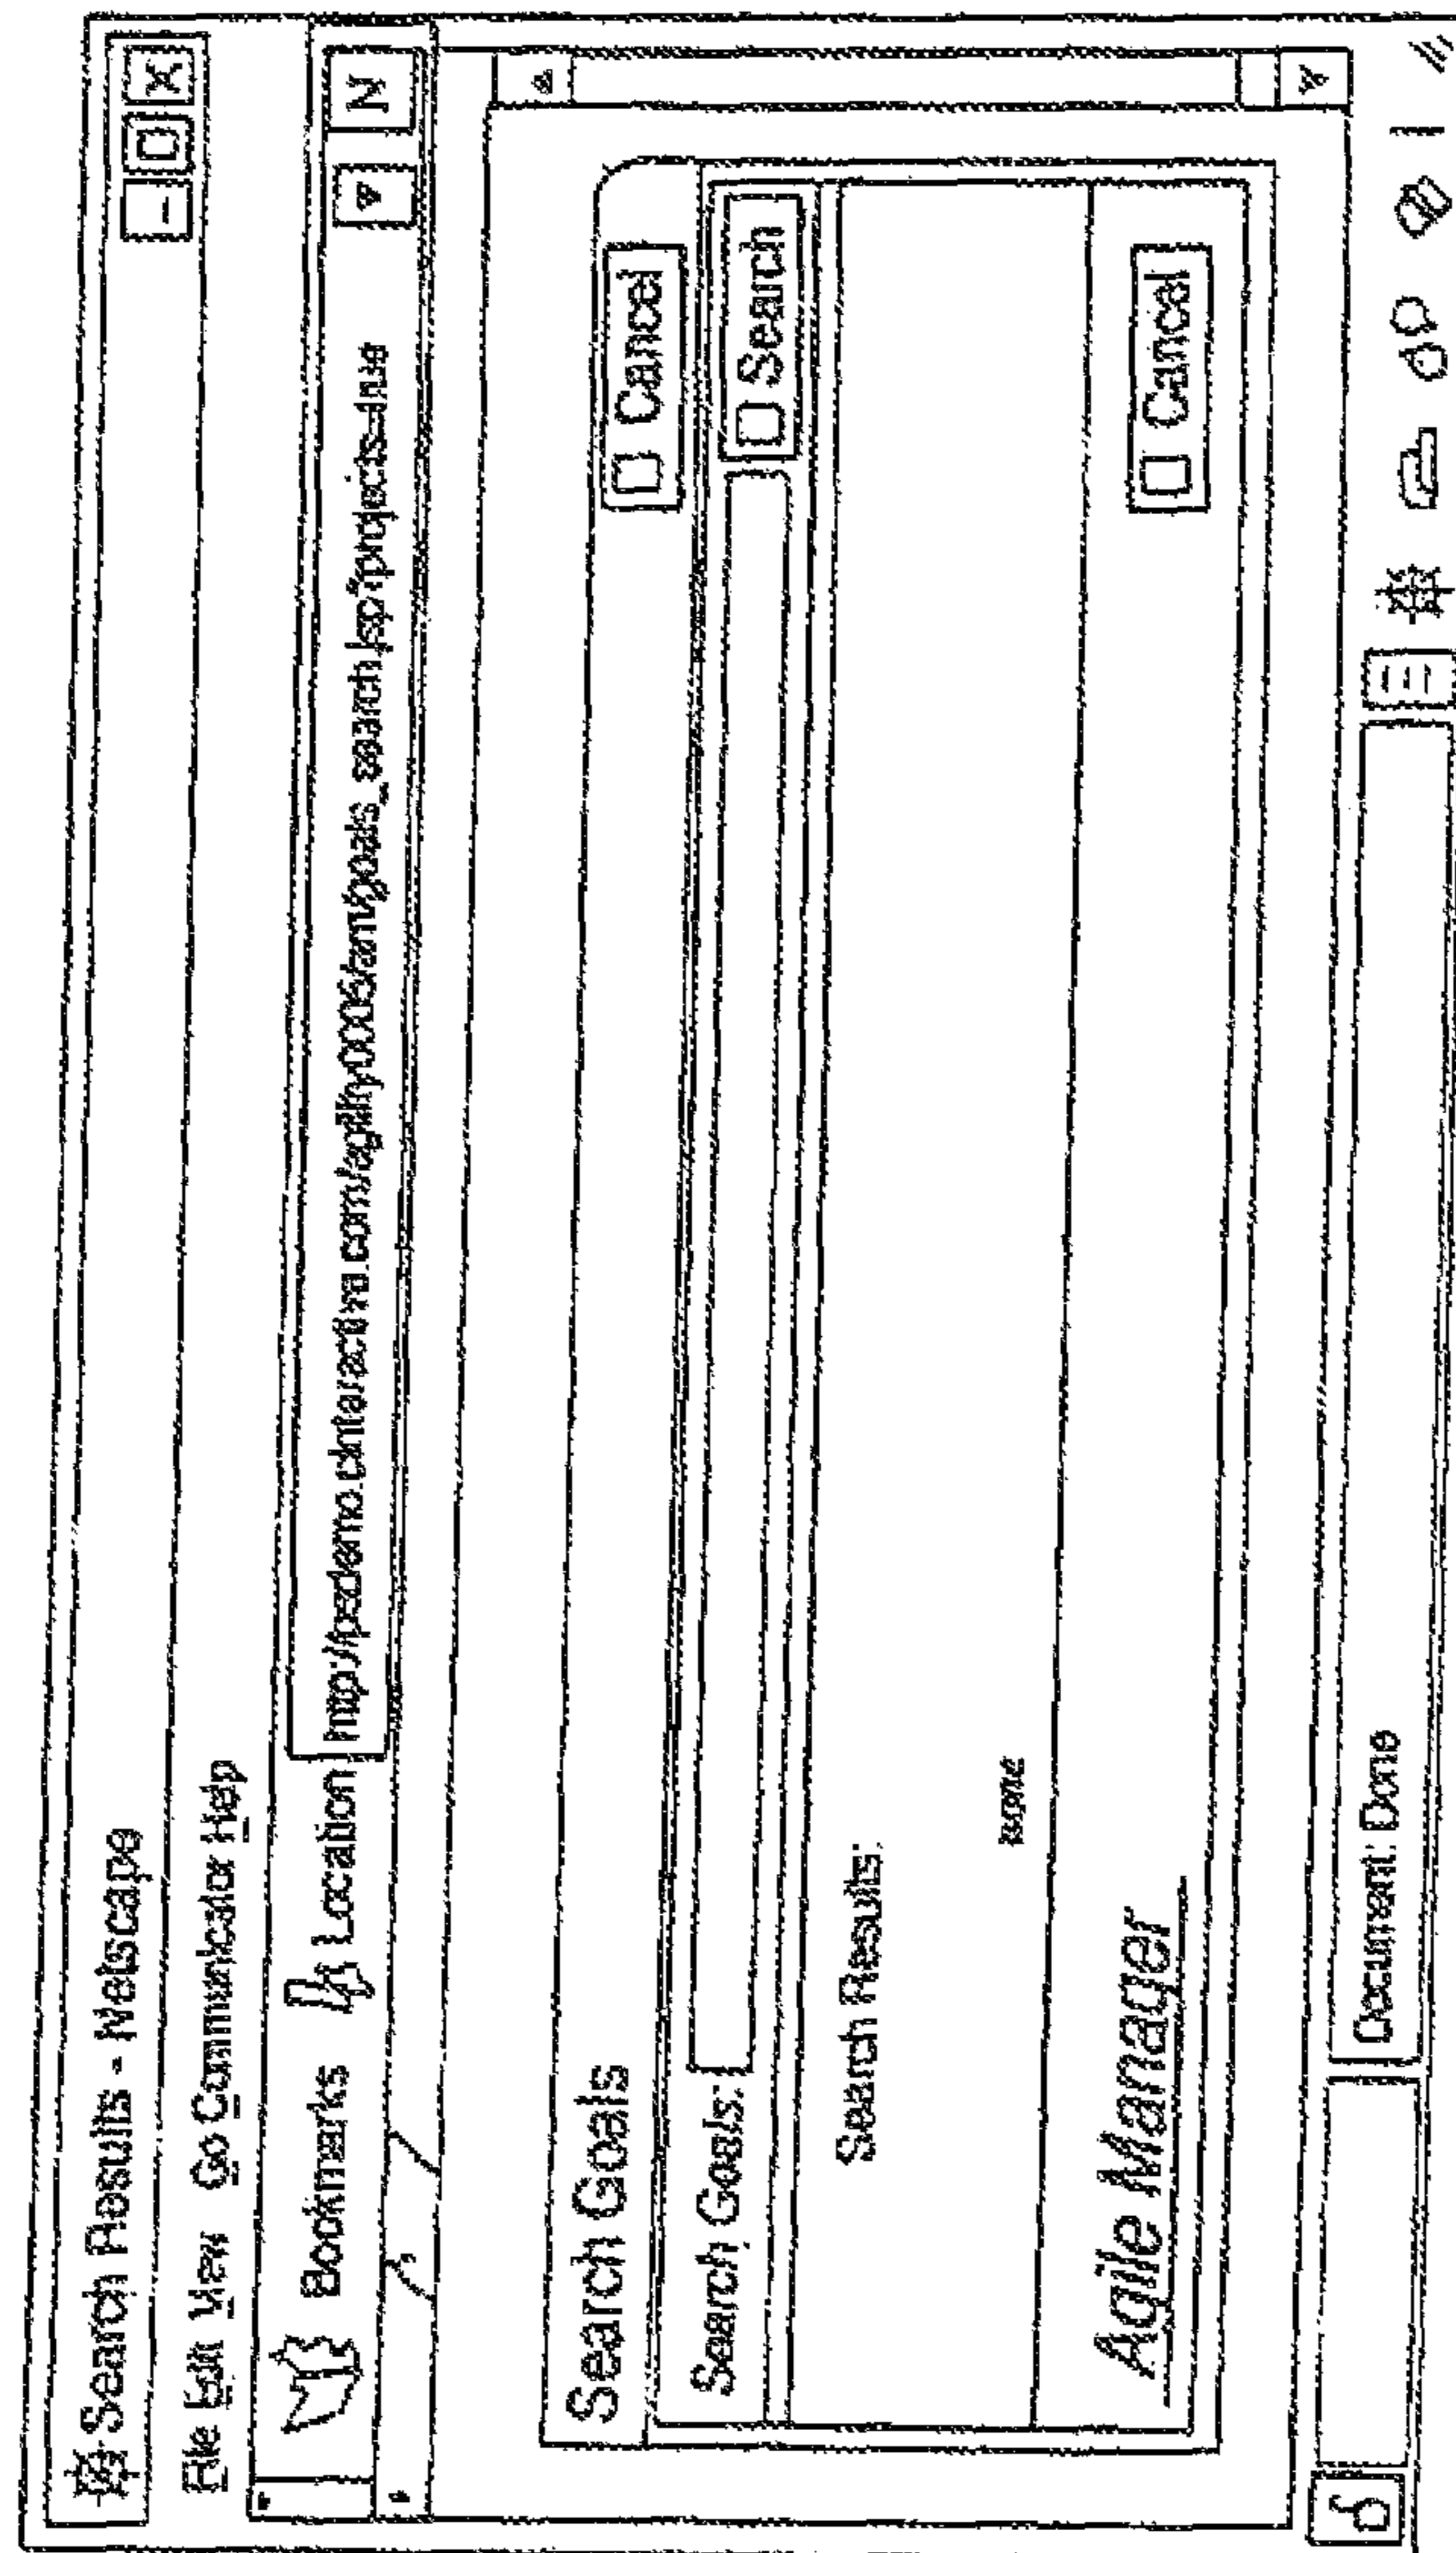 Search Results - Netscape
File Edit View Go Communicator Help
Bookmarks Location
N
Search Goals
Cancel
Search Goals:
Search
Search Results:
none
Agile Manager
Cancel
Document: Done